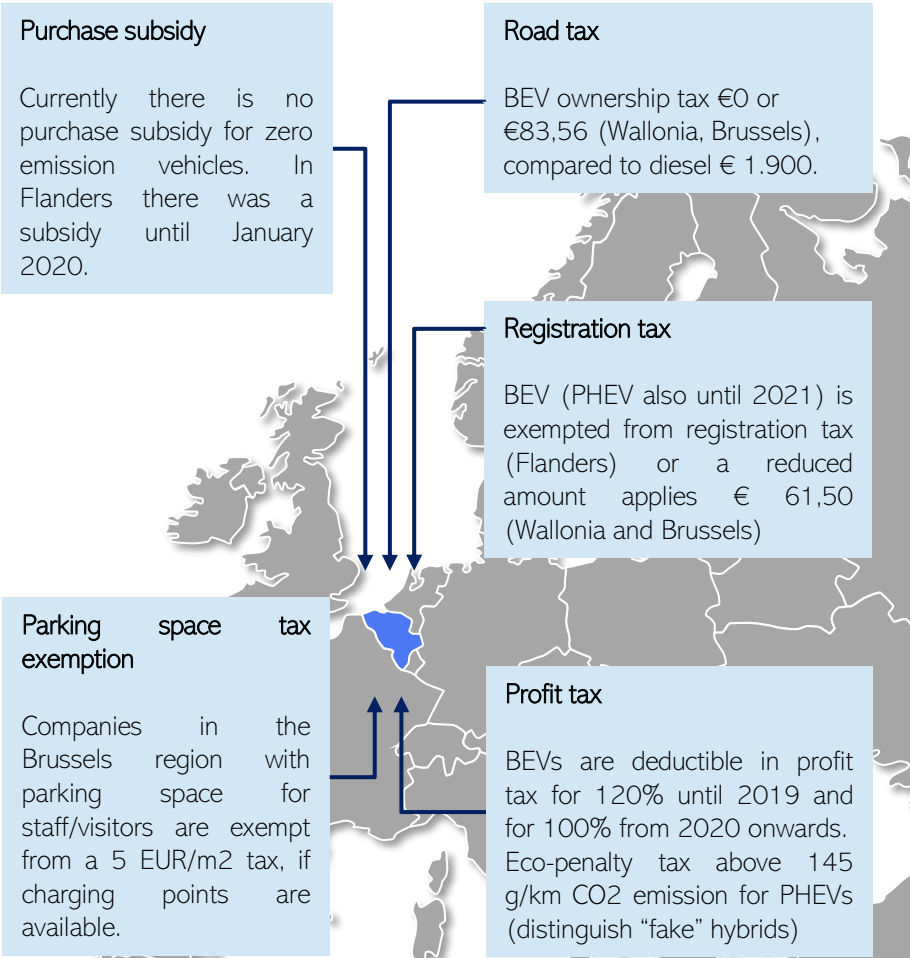 Purchase subsidy
Currently there is no
purchase subsidy for zero
emission vehicles. In
Flanders there was a
subsidy until January
2020.
Road tax
BEV ownership tax €0 or
€83,56 (Wallonia, Brussels),
compared to diesel € 1.900.
Registration tax
BEV (PHEV also until 2021) is
exempted from registration tax
(Flanders) or a reduced
amount applies € 61,50
(Wallonia and Brussels)
Parking space tax
exemption
Companies in the
Brussels region with
parking space for
staff/visitors are exempt
from a 5 EUR/m2 tax, if
charging points are
available.
Profit tax
BEVs are deductible in profit
tax for 120% until 2019 and
for 100% from 2020 onwards.
Eco-penalty tax above 145
g/km CO2 emission for PHEVs
(distinguish “fake” hybrids)